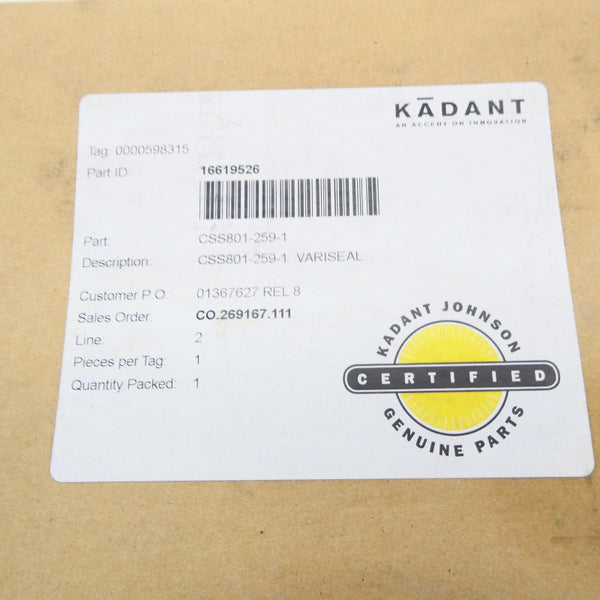 KĀDANT
AN ACCENT ON INNOVATION
Tag: 0000598315
Part ID: 16619526
Part: CSS801-259-1
Description: CSS801-259-1 VARISEAL
Customer P.O.: 01367627 REL 8
Sales Order: CO.269167.111
Line: 2
Pieces per Tag: 1
Quantity Packed: 1
KADANT JOHNSON
CERTIFIED
GENUINE PARTS